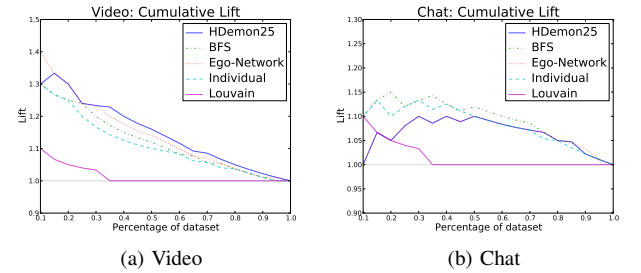 Video: Cumulative Lift
1.5
1.4
1.3
1.2
1.1
1.0
0.9
Lift
HDemon25
BFS
Ego-Network
Individual
Louvain
0.1 0.2 0.3 0.4 0.5 0.6 0.7 0.8 0.9 1.0
Percentage of dataset
(a) Video
Chat: Cumulative Lift
1.30
1.25
1.20
1.15
1.10
1.05
1.00
0.95
0.90
Lift
HDemon25
BFS
Ego-Network
Individual
Louvain
0.1 0.2 0.3 0.4 0.5 0.6 0.7 0.8 0.9 1.0
Percentage of dataset
(b) Chat